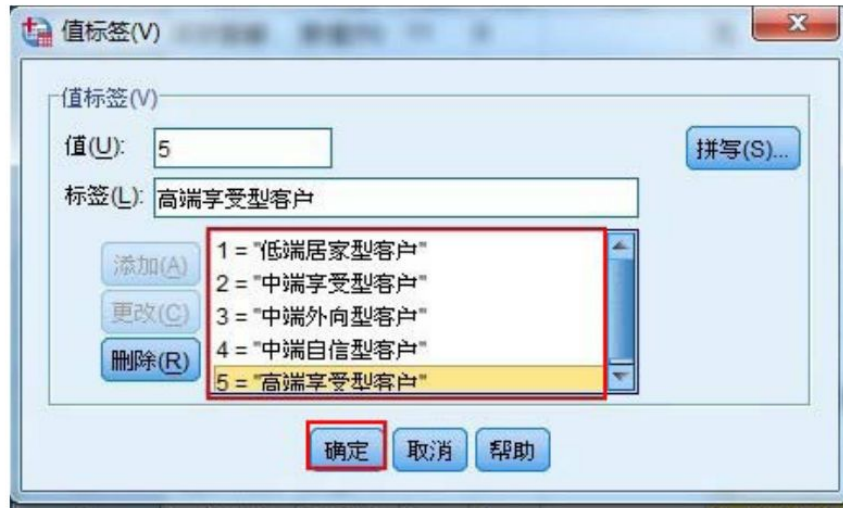 值标签(V)
值标签(V)
值(U): 5
拼写(S)...
标签(L): 高端享受型客户
添加(A)
更改(C)
删除(R)
1 = "低端居家型客户"
2 = "中端享受型客户"
3 = "中端外向型客户"
4 = "中端自信型客户"
5 = "高端享受型客户"
确定 取消 帮助